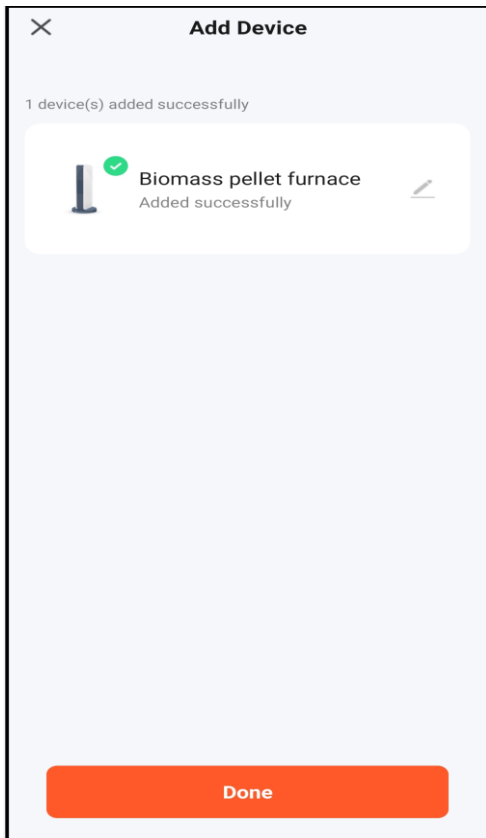 Add Device
1 device(s) added successfully
Biomass pellet furnace
Added successfully
Done